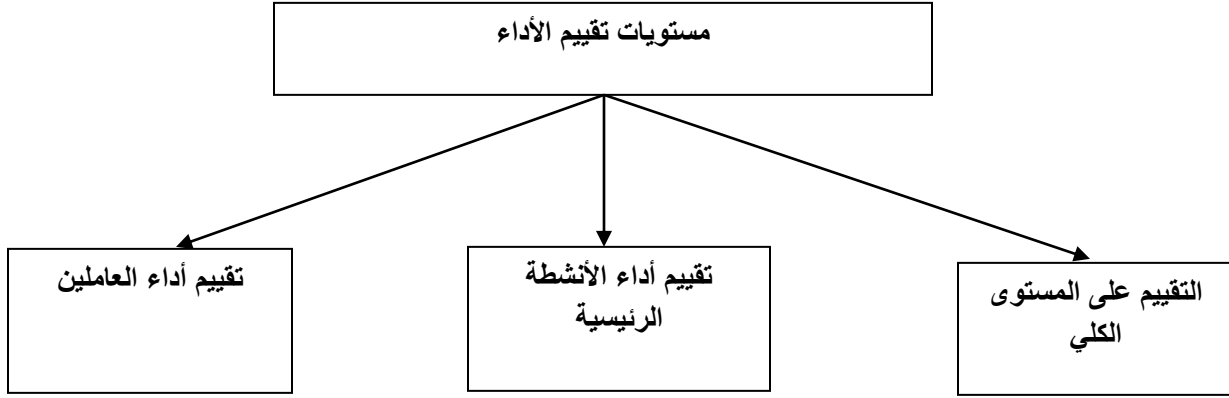 مستويات تقييم الأداء
التقييم على المستوى
الكلي
تقييم أداء الأنشطة
الرئيسية
تقييم أداء العاملين